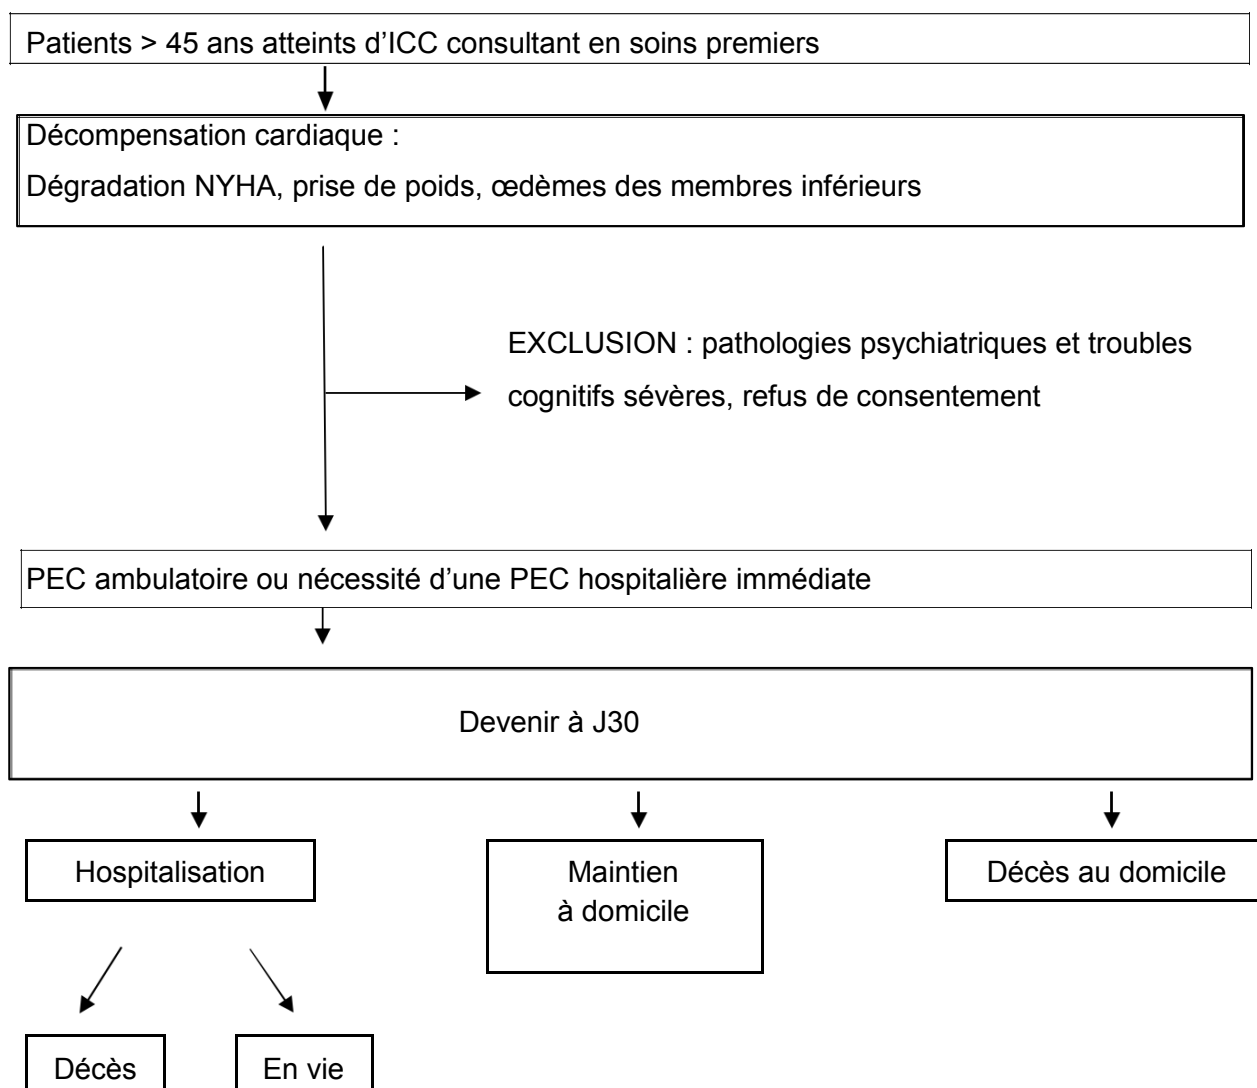 Patients > 45 ans atteints d’ICC consultant en soins premiers
Décompensation cardiaque :
Dégradation NYHA, prise de poids, œdèmes des membres inférieurs
EXCLUSION : pathologies psychiatriques et troubles
cognitifs sévères, refus de consentement
PEC ambulatoire ou nécessité d’une PEC hospitalière immédiate
Devenir à J30
Hospitalisation
Maintien
à domicile
Décès au domicile
Décès
En vie